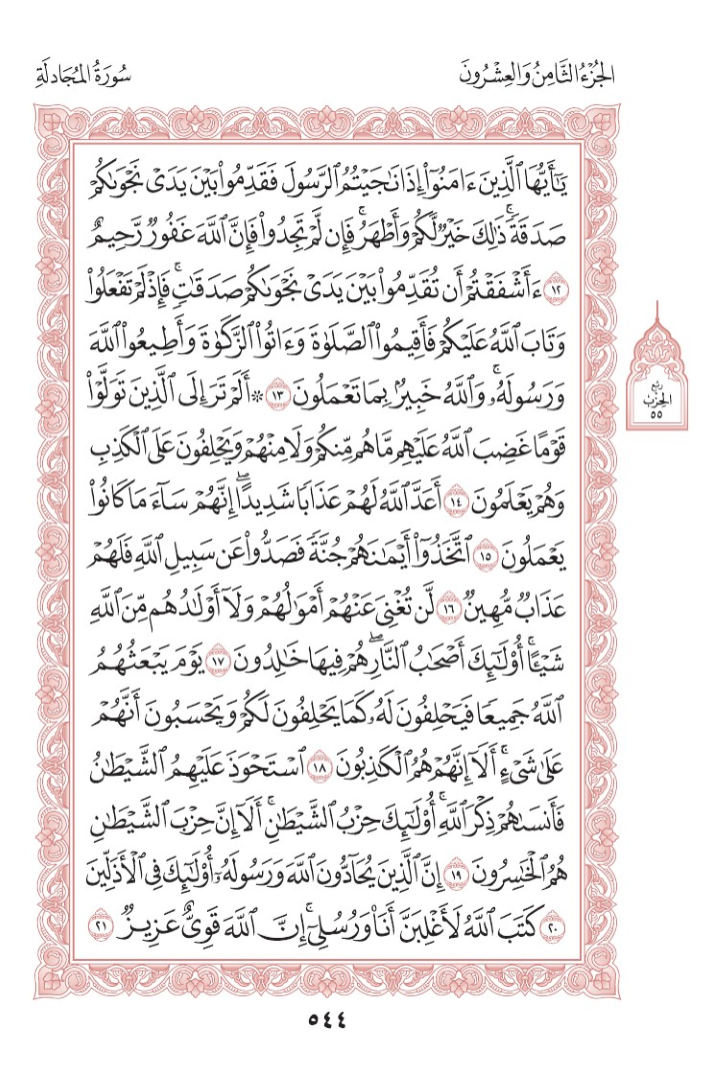 الجُزْءُ الثَّامِنُ وَالعِشْرُونَ
سُورَةُ المُجَادلَةِ
يَٰٓأَيُّهَا ٱلَّذِينَ ءَامَنُوٓاْ إِذَا نَٰجَيْتُمُ ٱلرَّسُولَ فَقَدِّمُواْ بَيْنَ يَدَىْ نَجْوَىٰكُمْ
صَدَقَةًۚ ذَٰلِكَ خَيْرٌ لَّكُمْ وَأَطْهَرُۚ فَإِن لَّمْ تَجِدُواْ فَإِنَّ ٱللَّهَ غَفُورٌ رَّحِيمٌ
١٢ ءَأَشْفَقْتُمْ أَن تُقَدِّمُواْ بَيْنَ يَدَىْ نَجْوَىٰكُمْ صَدَقَٰتٍۚ فَإِذْ لَمْ تَفْعَلُواْ
وَتَابَ ٱللَّهُ عَلَيْكُمْ فَأَقِيمُواْ ٱلصَّلَوٰةَ وَءَاتُواْ ٱلزَّكَوٰةَ وَأَطِيعُواْ ٱللَّهَ
وَرَسُولَهُۥۚ وَٱللَّهُ خَبِيرٌۢ بِمَا تَعْمَلُونَ ١٣ ۞أَلَمْ تَرَ إِلَى ٱلَّذِينَ تَوَلَّوْاْ
قَوْمًا غَضِبَ ٱللَّهُ عَلَيْهِم مَّا هُم مِّنكُمْ وَلَا مِنْهُمْ وَيَحْلِفُونَ عَلَى ٱلْكَذِبِ
وَهُمْ يَعْلَمُونَ ١٤ أَعَدَّ ٱللَّهُ لَهُمْ عَذَابًا شَدِيدًاۖ إِنَّهُمْ سَآءَ مَا كَانُواْ
يَعْمَلُونَ ١٥ ٱتَّخَذُوٓاْ أَيْمَٰنَهُمْ جُنَّةً فَصَدُّواْ عَن سَبِيلِ ٱللَّهِ فَلَهُمْ
عَذَابٌ مُّهِينٌ ١٦ لَّن تُغْنِىَ عَنْهُمْ أَمْوَٰلُهُمْ وَلَآ أَوْلَٰدُهُم مِّنَ ٱللَّهِ
شَيْـًٔاۚ أُوْلَٰٓئِكَ أَصْحَٰبُ ٱلنَّارِۖ هُمْ فِيهَا خَٰلِدُونَ ١٧ يَوْمَ يَبْعَثُهُمُ
ٱللَّهُ جَمِيعًا فَيَحْلِفُونَ لَهُۥ كَمَا يَحْلِفُونَ لَكُمْ وَيَحْسَبُونَ أَنَّهُمْ
عَلَىٰ شَىْءٍۚ أَلَآ إِنَّهُمْ هُمُ ٱلْكَٰذِبُونَ ١٨ ٱسْتَحْوَذَ عَلَيْهِمُ ٱلشَّيْطَٰنُ
فَأَنسَىٰهُمْ ذِكْرَ ٱللَّهِۚ أُوْلَٰٓئِكَ حِزْبُ ٱلشَّيْطَٰنِۚ أَلَآ إِنَّ حِزْبَ ٱلشَّيْطَٰنِ
هُمُ ٱلْخَٰسِرُونَ ١٩ إِنَّ ٱلَّذِينَ يُحَآدُّونَ ٱللَّهَ وَرَسُولَهُۥٓ أُوْلَٰٓئِكَ فِى ٱلْأَذَلِّينَ
٢٠ كَتَبَ ٱللَّهُ لَأَغْلِبَنَّ أَنَا۠ وَرُسُلِىٓۚ إِنَّ ٱللَّهَ قَوِىٌّ عَزِيزٌ ٢١
ربع
الحِزْب
٥٥
٥٤٤